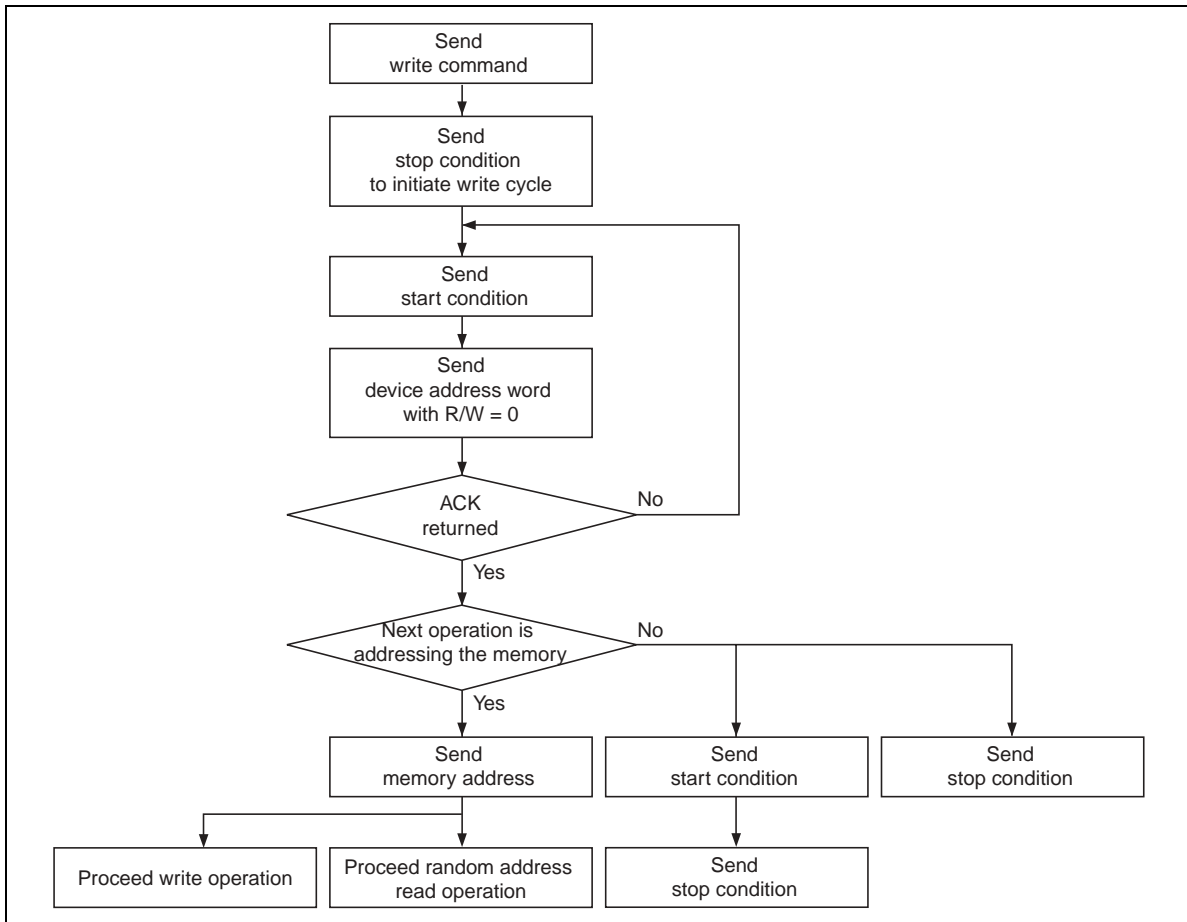 Send
write command
Send
stop condition
to initiate write cycle
Send
start condition
Send
device address word
with R/W = 0
ACK
returned
No
Yes
Next operation is
addressing the memory
No
Yes
Send
memory address
Send
start condition
Send
stop condition
Proceed write operation
Proceed random address
read operation
Send
stop condition